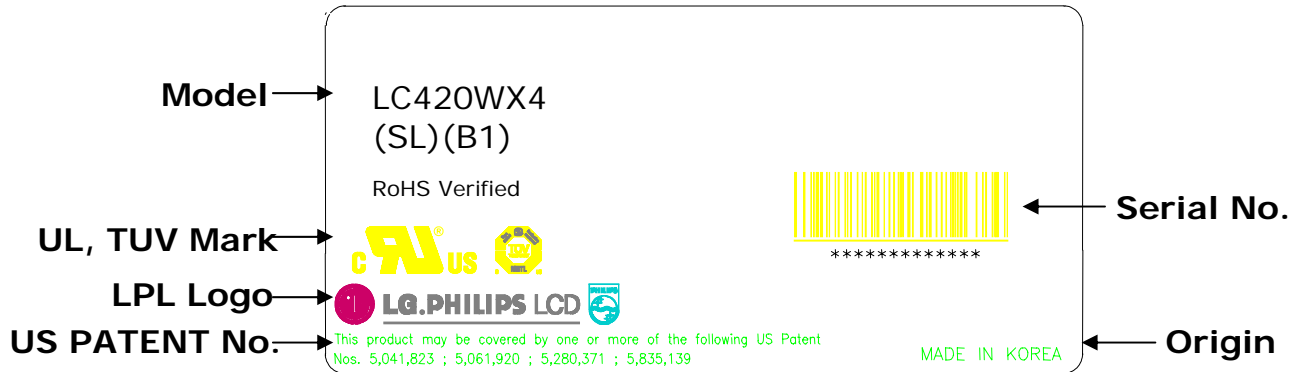 Model
LC420WX4
(SL)(B1)
RoHS Verified
Serial No.
*************
UL, TUV Mark
c RU ® US
LPL Logo
LG.PHILIPS LCD
PHILIPS
US PATENT No.
This product may be covered by one or more of the following US Patent
Nos. 5,041,823 ; 5,061,920 ; 5,280,371 ; 5,835,139
MADE IN KOREA
Origin